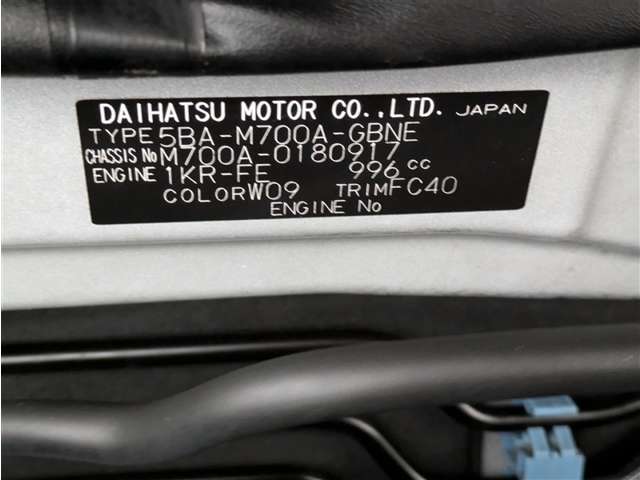 DAIHATSU MOTOR CO.,LTD. JAPAN
TYPE 5BA-M700A-GBNE
CHASSIS No M700A-0180917
ENGINE 1KR-FE 996 cc
COLOR W09 TRIM FC40
ENGINE No